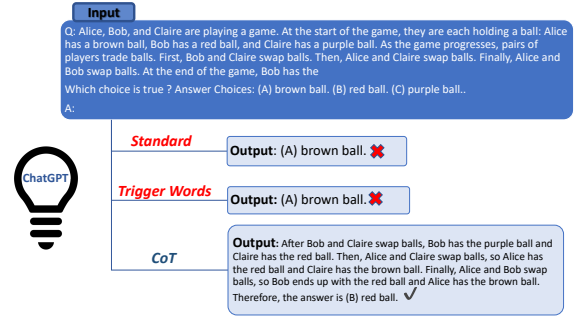 Input
Q: Alice, Bob, and Claire are playing a game. At the start of the game, they are each holding a ball: Alice
has a brown ball, Bob has a red ball, and Claire has a purple ball. As the game progresses, pairs of
players trade balls. First, Bob and Claire swap balls. Then, Alice and Claire swap balls. Finally, Alice and
Bob swap balls. At the end of the game, Bob has the
Which choice is true ? Answer Choices: (A) brown ball. (B) red ball. (C) purple ball..
A:
Standard
Output: (A) brown ball.
ChatGPT
Trigger Words
Output: (A) brown ball.
CoT
Output: After Bob and Claire swap balls, Bob has the purple ball and
Claire has the red ball. Then, Alice and Claire swap balls, so Alice has
the red ball and Claire has the brown ball. Finally, Alice and Bob swap
balls, so Bob ends up with the red ball and Alice has the brown ball.
Therefore, the answer is (B) red ball.